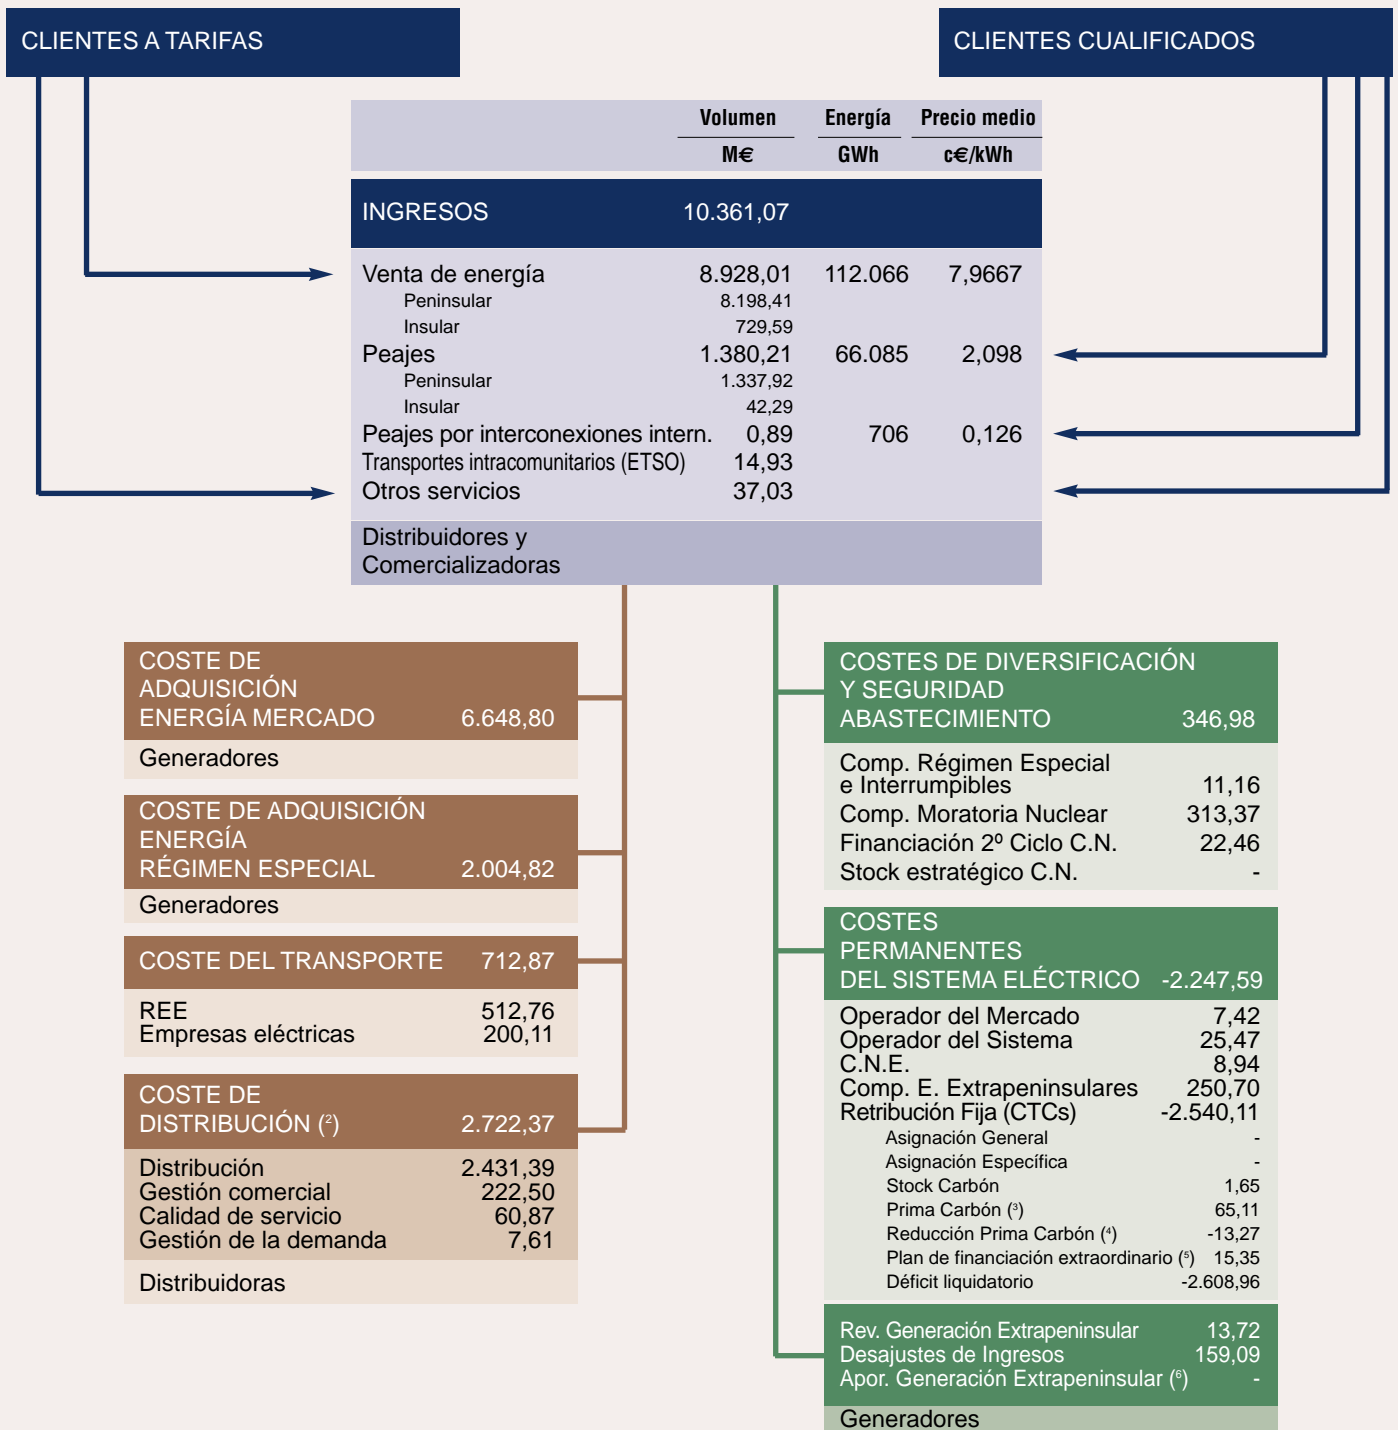 CLIENTES A TARIFAS
CLIENTES CUALIFICADOS
Volumen Energía Precio medio
M€ GWh c€/kWh
INGRESOS 10.361,07
Venta de energía 8.928,01 112.066 7,9667
Peninsular 8.198,41
Insular 729,59
Peajes 1.380,21 66.085 2,098
Peninsular 1.337,92
Insular 42,29
Peajes por interconexiones intern. 0,89 706 0,126
Transportes intracomunitarios (ETSO) 14,93
Otros servicios 37,03
Distribuidores y
Comercializadoras
COSTE DE
ADQUISICIÓN
ENERGÍA MERCADO 6.648,80
Generadores
COSTE DE ADQUISICIÓN
ENERGÍA
RÉGIMEN ESPECIAL 2.004,82
Generadores
COSTE DEL TRANSPORTE 712,87
REE 512,76
Empresas eléctricas 200,11
COSTE DE
DISTRIBUCIÓN (²) 2.722,37
Distribución 2.431,39
Gestión comercial 222,50
Calidad de servicio 60,87
Gestión de la demanda 7,61
Distribuidoras
COSTES DE DIVERSIFICACIÓN
Y SEGURIDAD
ABASTECIMIENTO 346,98
Comp. Régimen Especial
e Interrumpibles 11,16
Comp. Moratoria Nuclear 313,37
Financiación 2º Ciclo C.N. 22,46
Stock estratégico C.N. -
COSTES
PERMANENTES
DEL SISTEMA ELÉCTRICO -2.247,59
Operador del Mercado 7,42
Operador del Sistema 25,47
C.N.E. 8,94
Comp. E. Extrapeninsulares 250,70
Retribución Fija (CTCs) -2.540,11
Asignación General -
Asignación Específica -
Stock Carbón 1,65
Prima Carbón (³) 65,11
Reducción Prima Carbón (⁴) -13,27
Plan de financiación extraordinario (⁵) 15,35
Déficit liquidatorio -2.608,96
Rev. Generación Extrapeninsular 13,72
Desajustes de Ingresos 159,09
Apor. Generación Extrapeninsular (⁶) -
Generadores